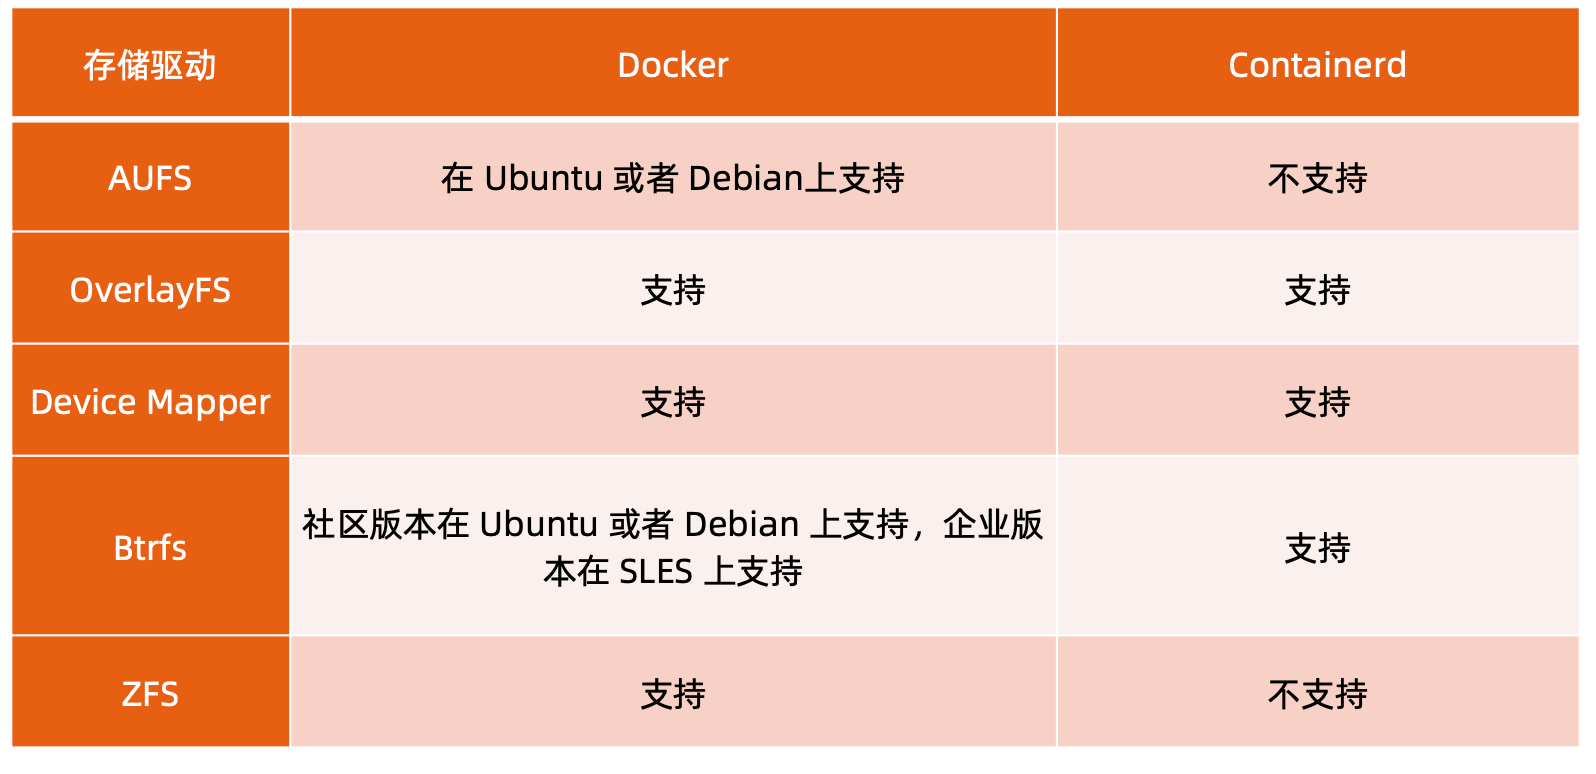 存储驱动
Docker
Containerd
AUFS
在 Ubuntu 或者 Debian上支持
不支持
OverlayFS
支持
支持
Device Mapper
支持
支持
Btrfs
社区版本在 Ubuntu 或者 Debian 上支持，企业版
本在 SLES 上支持
支持
ZFS
支持
不支持